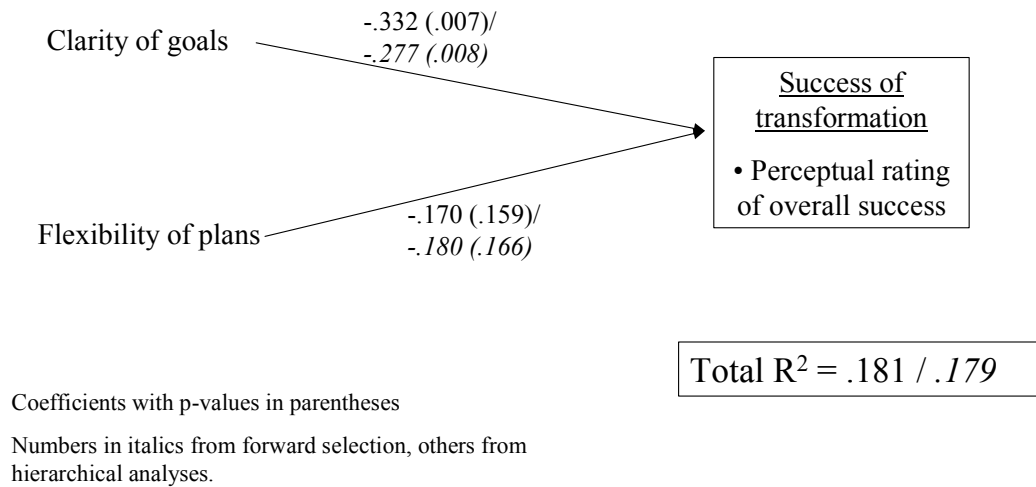 Clarity of goals
-.332 (.007)/
-.277 (.008)
Success of
transformation
• Perceptual rating
of overall success
Flexibility of plans
-.170 (.159)/
-.180 (.166)
Total R² = .181 / .179
Coefficients with p-values in parentheses
Numbers in italics from forward selection, others from
hierarchical analyses.